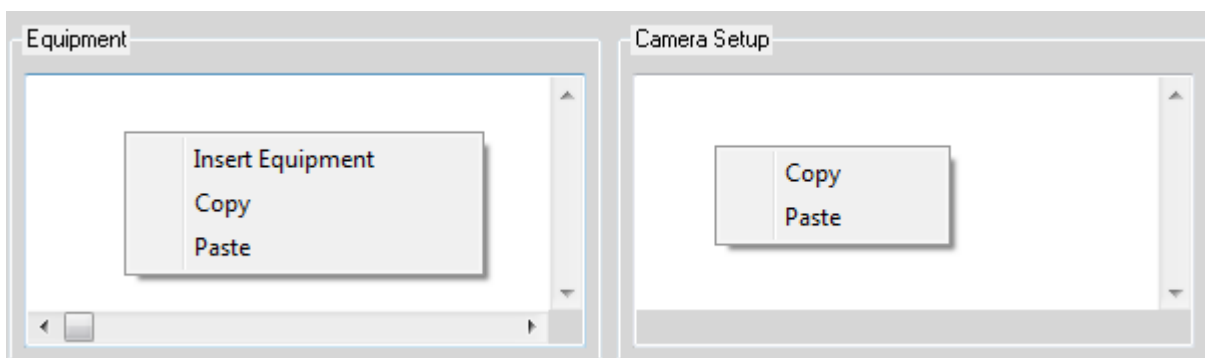 Equipment
Insert Equipment
Copy
Paste
Camera Setup
Copy
Paste